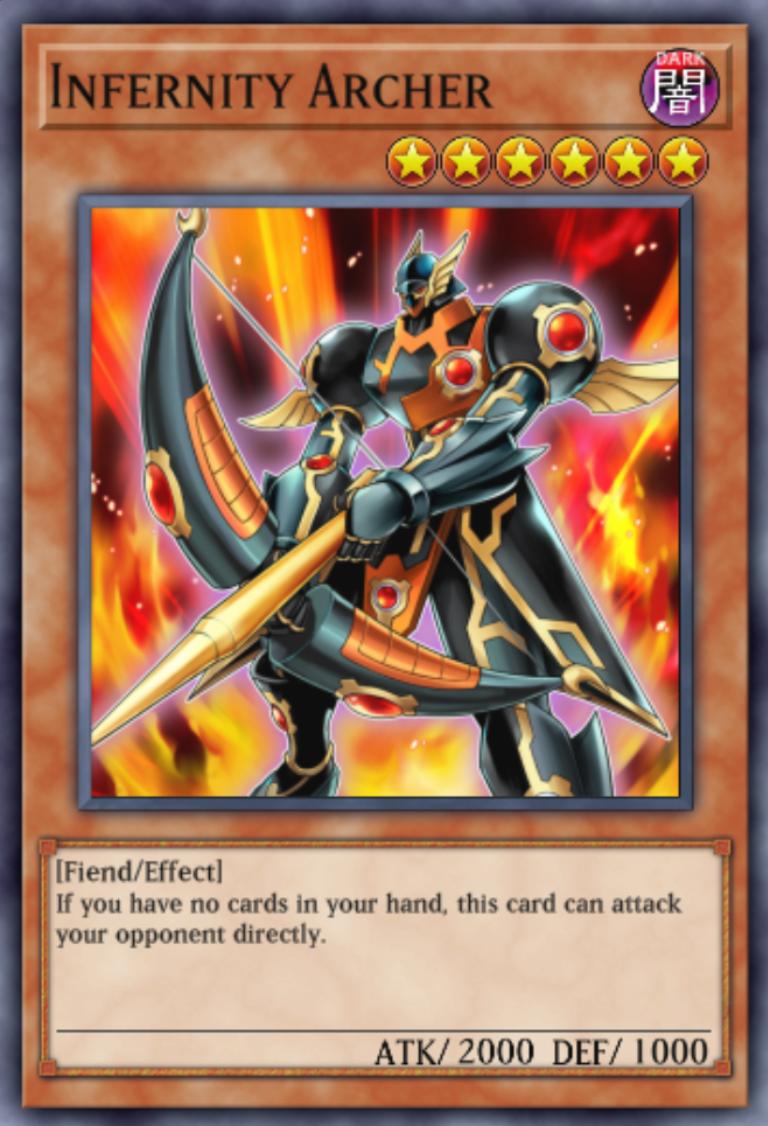 Infernity Archer
DARK
闇
[Fiend/Effect]
If you have no cards in your hand, this card can attack
your opponent directly.
ATK/ 2000 DEF/ 1000